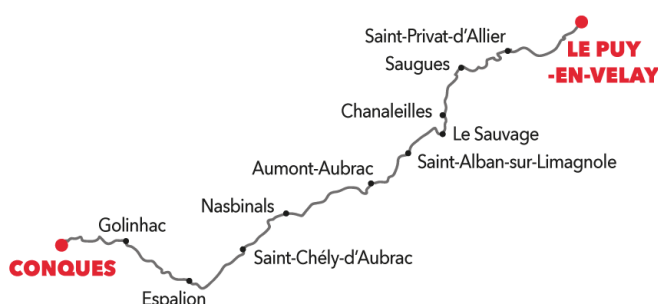 Saint-Privat-d'Allier
LE PUY
-EN-VELAY
Saugues
Chanaleilles
Le Sauvage
Saint-Alban-sur-Limagnole
Aumont-Aubrac
Nasbinals
Golinhac
Saint-Chély-d'Aubrac
CONQUES
Espalion